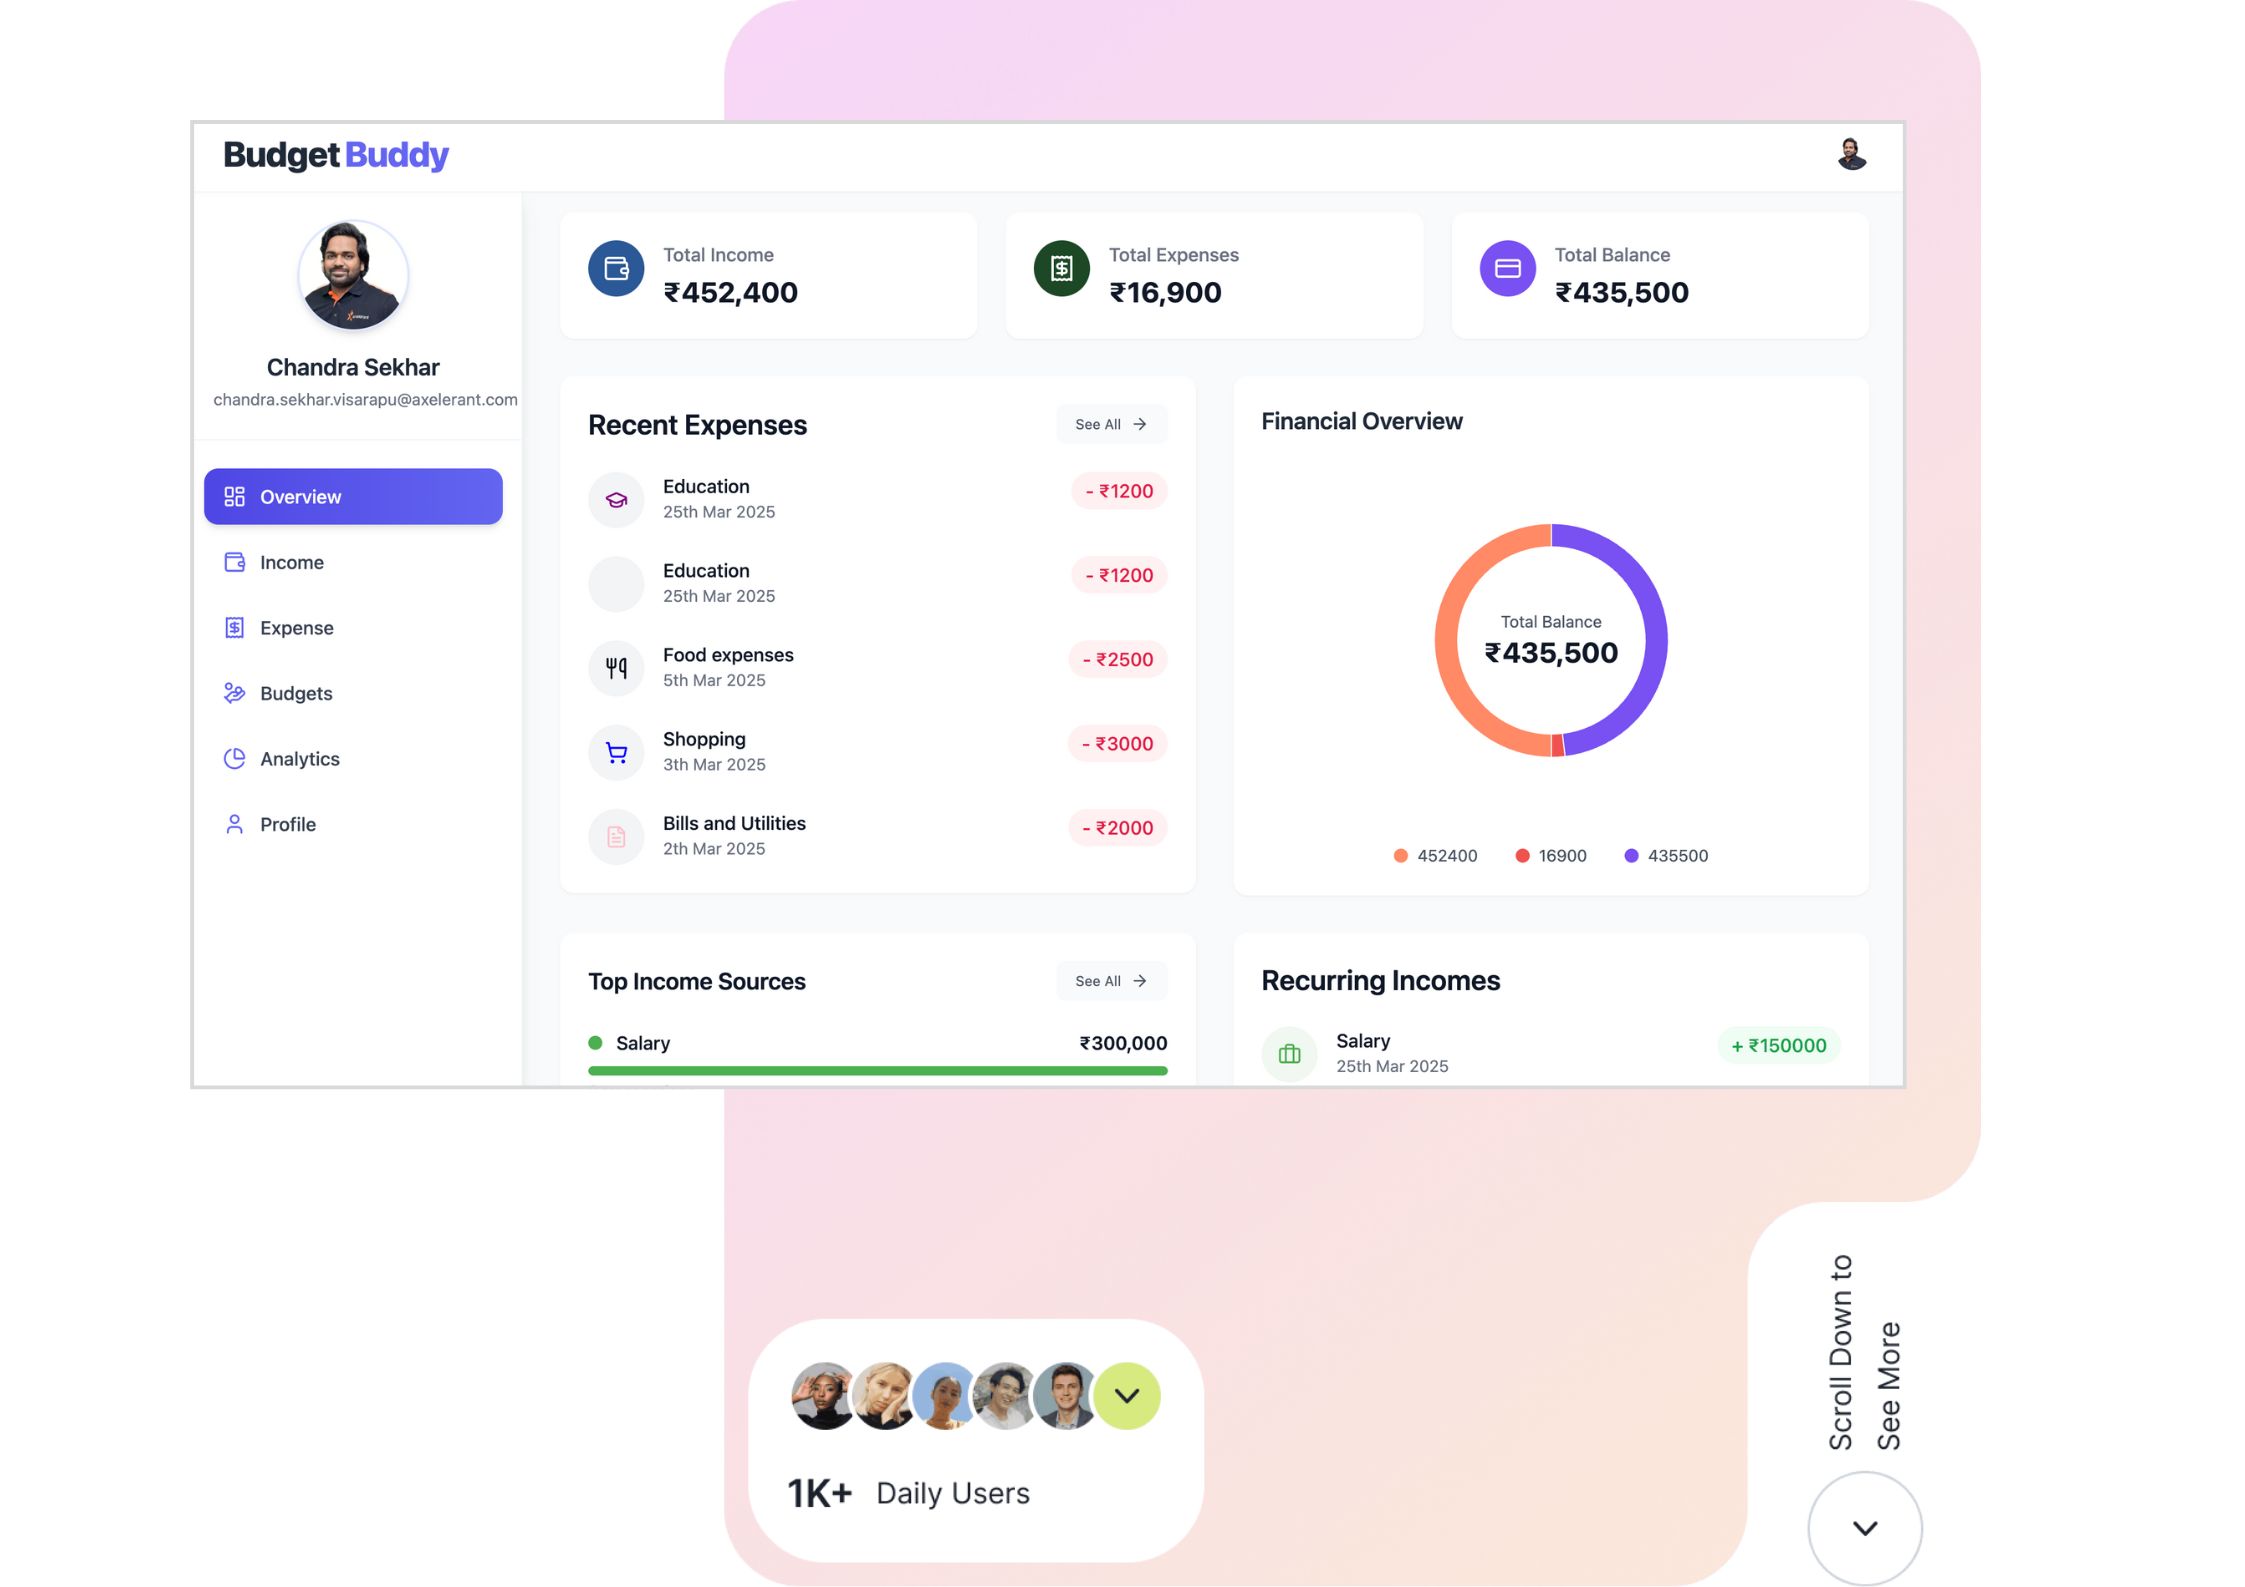 Budget Buddy
Chandra Sekhar
chandra.sekhar.visarapu@axelerant.com
Overview
Income
Expense
Budgets
Analytics
Profile
Total Income
₹452,400
Total Expenses
₹16,900
Total Balance
₹435,500
Recent Expenses
See All
Education
25th Mar 2025
- ₹1200
Education
25th Mar 2025
- ₹1200
Food expenses
5th Mar 2025
- ₹2500
Shopping
3th Mar 2025
- ₹3000
Bills and Utilities
2th Mar 2025
- ₹2000
Financial Overview
Total Balance
₹435,500
452400 16900 435500
Top Income Sources
See All
Salary
₹300,000
Recurring Incomes
Salary
25th Mar 2025
+ ₹150000
1K+ Daily Users
Scroll Down to
See More